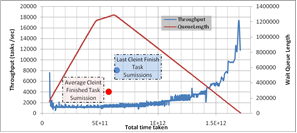 20000
18000
16000
14000
12000
10000
8000
6000
4000
2000
0
Throughput (tasks /sec)
Throughput
QueueLength
Last Cleint Finish
Task
Sumissions
Average Cleint
Finished Task
Sumission
0
5E+11
1E+12
1.5E+12
Total time taken
1400000
1200000
1000000
800000
600000
400000
200000
0
Wait Queue Length